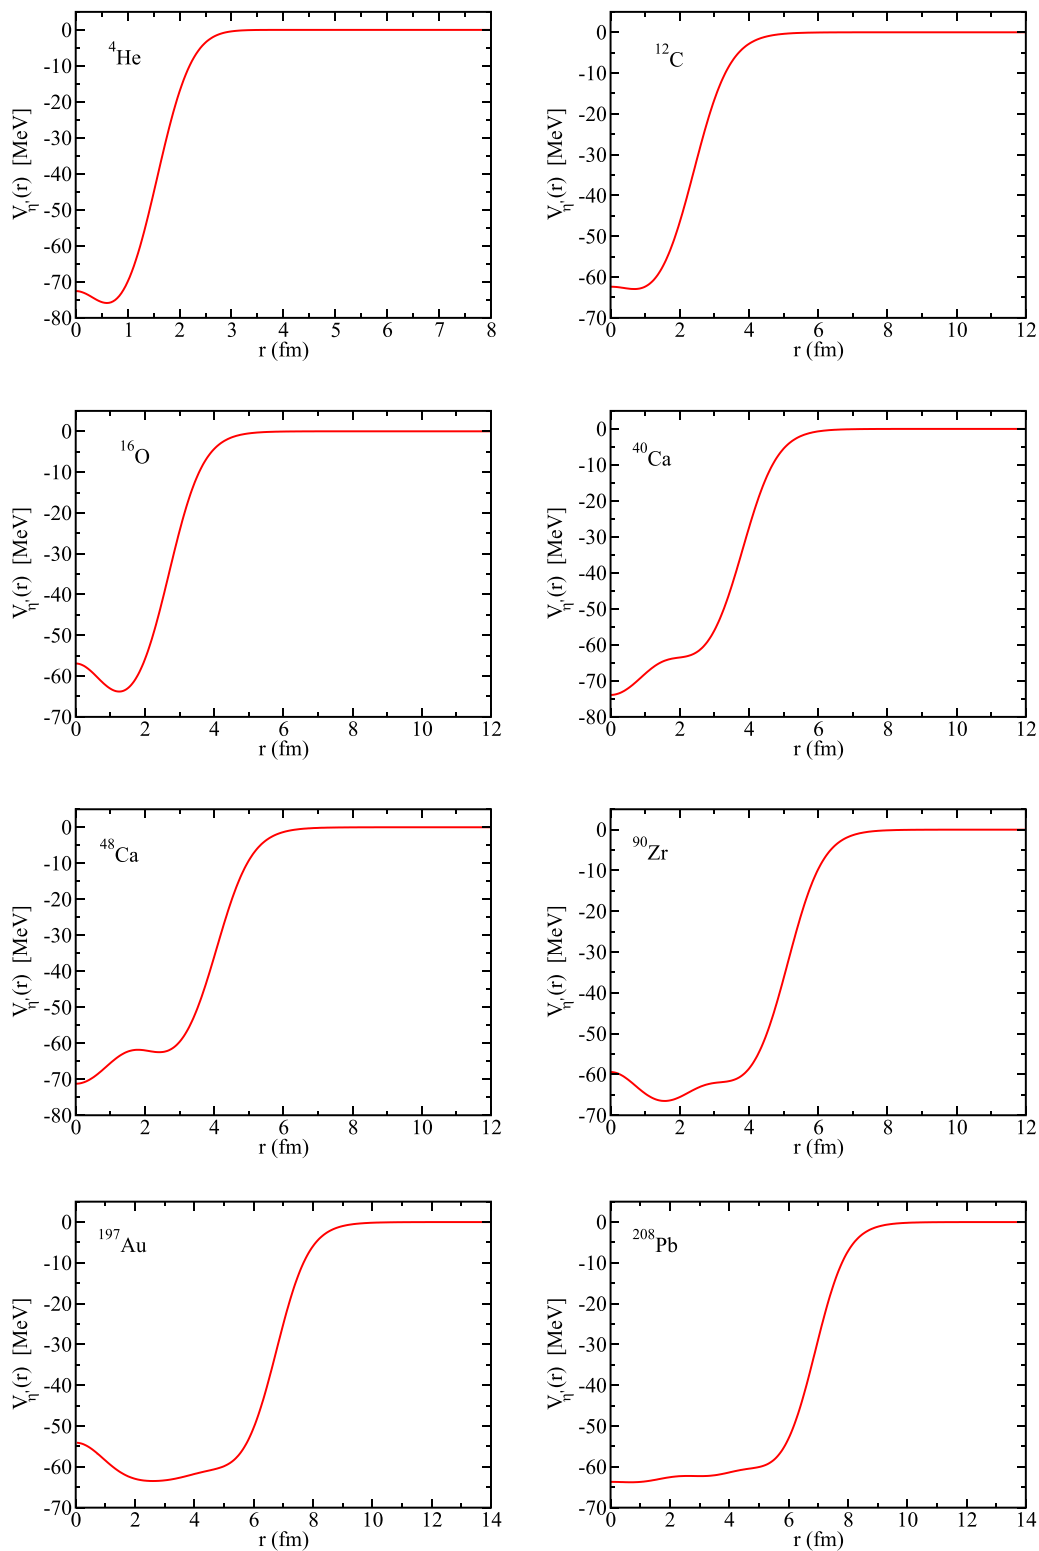 ⁴He
V_η'(r) [MeV]
0
-10
-20
-30
-40
-50
-60
-70
-80
0 1 2 3 4 5 6 7 8
r (fm)
¹²C
V_η'(r) [MeV]
0
-10
-20
-30
-40
-50
-60
-70
0 2 4 6 8 10 12
r (fm)
¹⁶O
V_η'(r) [MeV]
0
-10
-20
-30
-40
-50
-60
-70
0 2 4 6 8 10 12
r (fm)
⁴⁰Ca
V_η'(r) [MeV]
0
-10
-20
-30
-40
-50
-60
-70
-80
0 2 4 6 8 10 12
r (fm)
⁴⁸Ca
V_η'(r) [MeV]
0
-10
-20
-30
-40
-50
-60
-70
-80
0 2 4 6 8 10 12
r (fm)
⁹⁰Zr
V_η'(r) [MeV]
0
-10
-20
-30
-40
-50
-60
-70
0 2 4 6 8 10 12
r (fm)
¹⁹⁷Au
V_η'(r) [MeV]
0
-10
-20
-30
-40
-50
-60
-70
0 2 4 6 8 10 12 14
r (fm)
²⁰⁸Pb
V_η'(r) [MeV]
0
-10
-20
-30
-40
-50
-60
-70
0 2 4 6 8 10 12 14
r (fm)